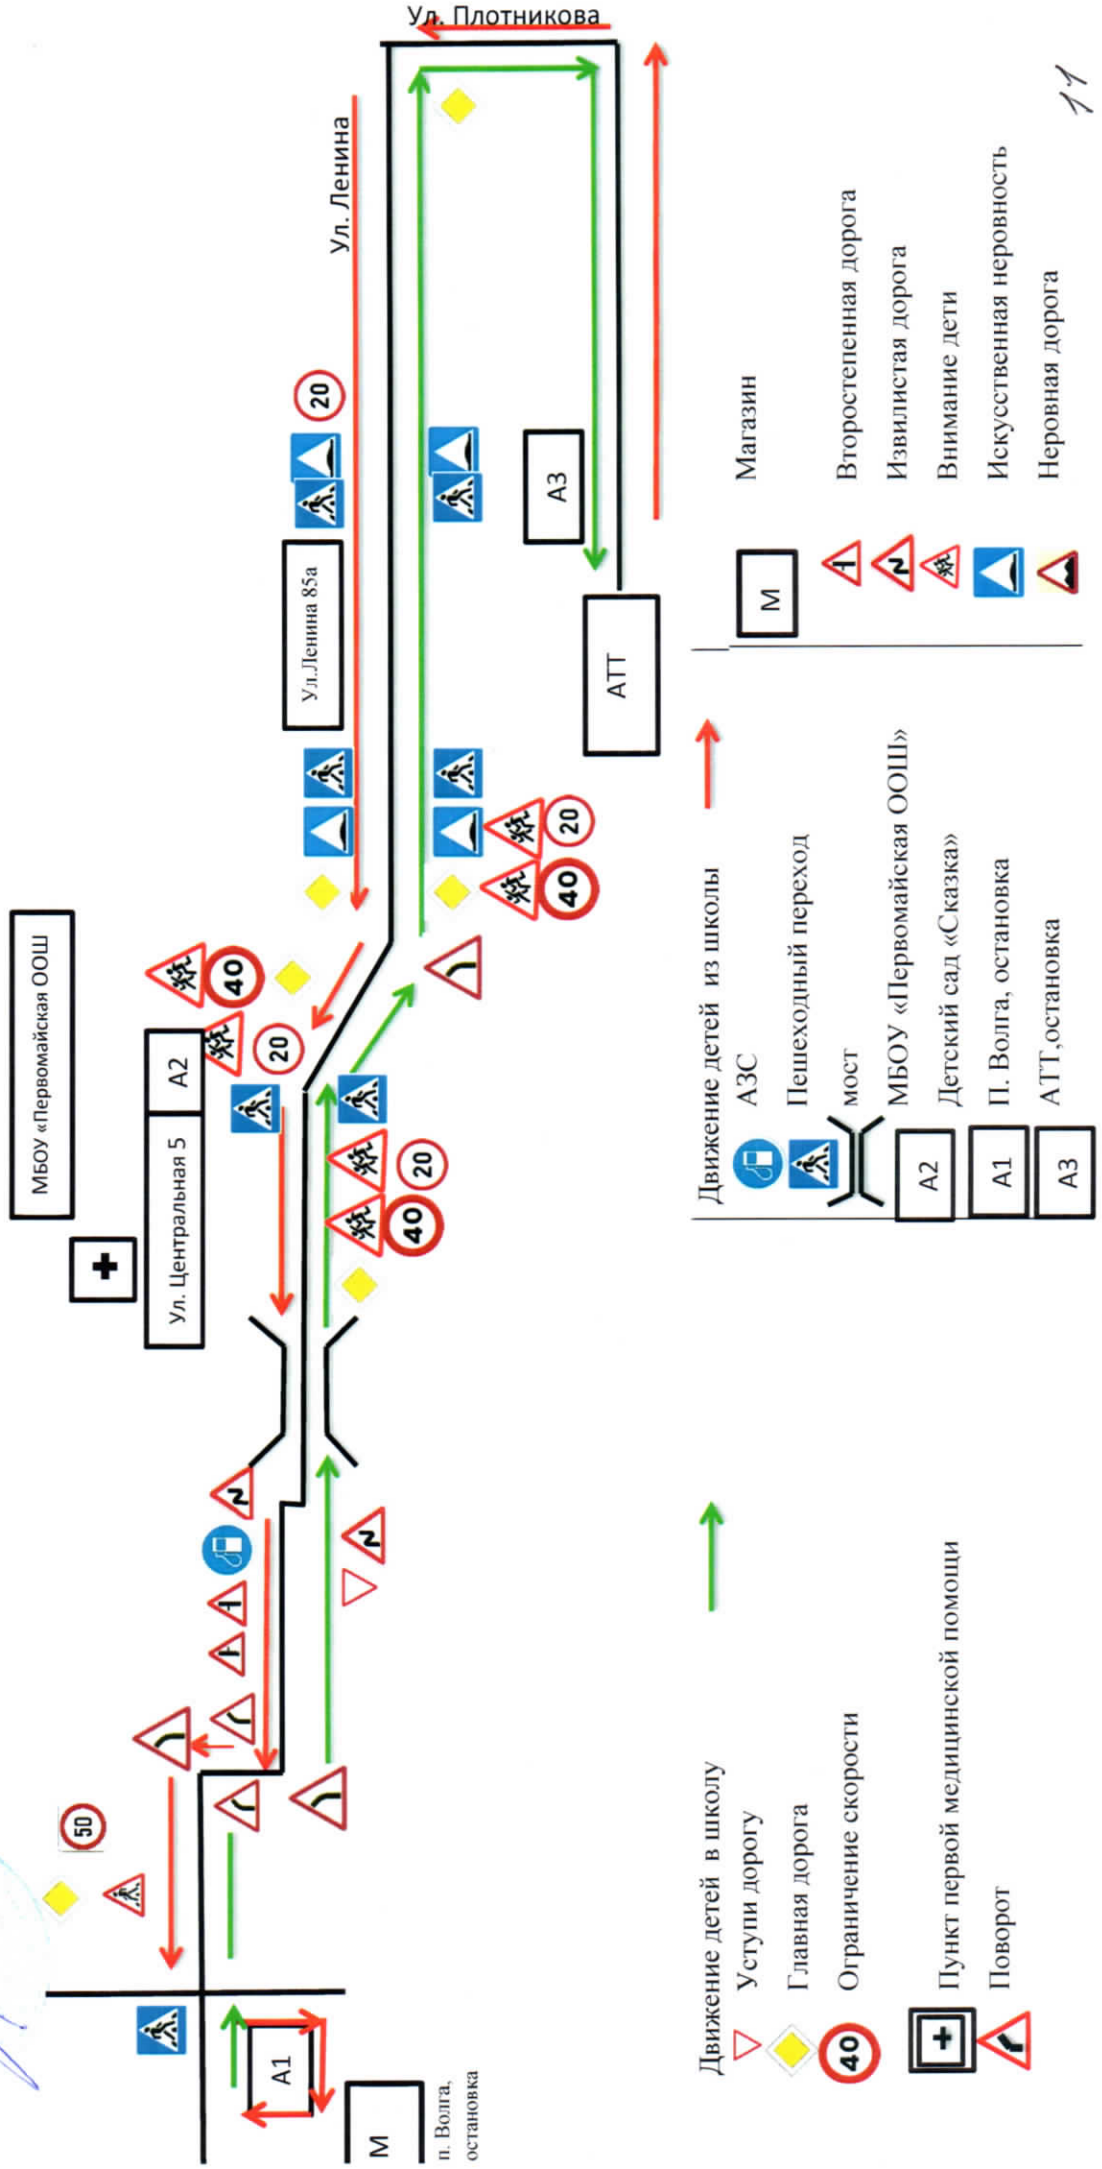 Ул. Плотникова
Ул. Ленина
20
Ул.Ленина 85а
А3
АТТ
20
40
МБОУ «Первомайская ООШ
А2
Ул. Центральная 5
40
20
20
40
50
А1
М
п. Волга,
остановка
Движение детей в школу
Уступи дорогу
Главная дорога
40 Ограничение скорости
Пункт первой медицинской помощи
Поворот
Движение детей из школы
АЗС
Пешеходный переход
мост
А2 МБОУ «Первомайская ООШ»
Детский сад «Сказка»
А1 П. Волга, остановка
А3 АТТ,остановка
М Магазин
Второстепенная дорога
Извилистая дорога
Внимание дети
Искусственная неровность
Неровная дорога
11